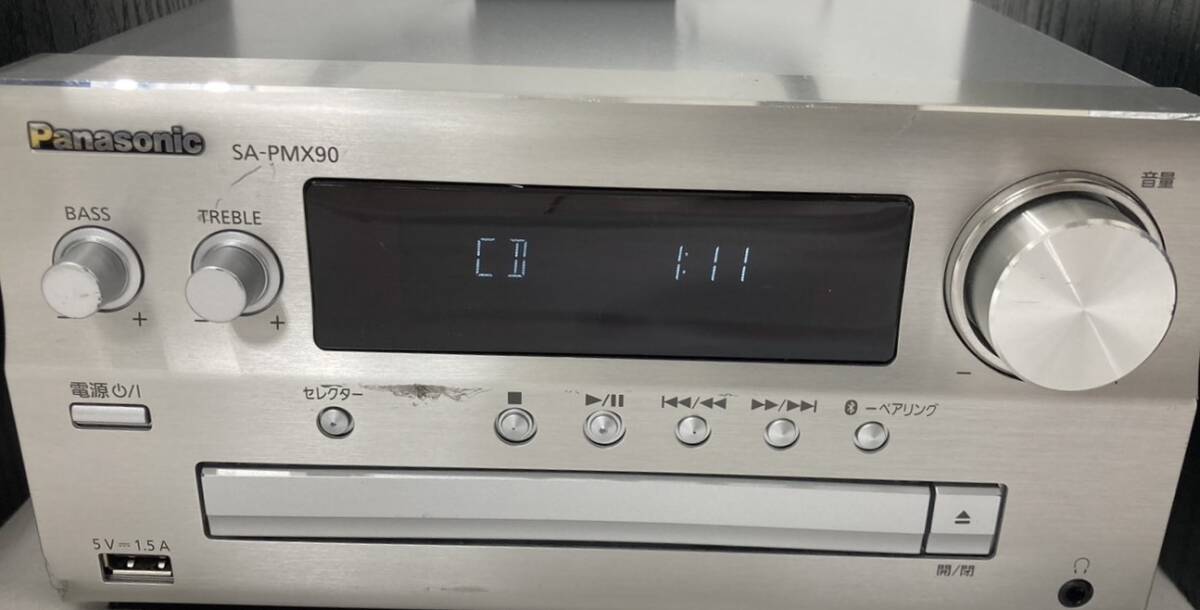 Panasonic
SA-PMX90
音量
BASS
TREBLE
CD 1:11
- +
- +
- +
電源 ⏻/I
セレクター
■
▶/❚❚
|◀◀/◀◀
▶▶/▶▶|
-ペアリング
5V⎓1.5A
▲
開/閉